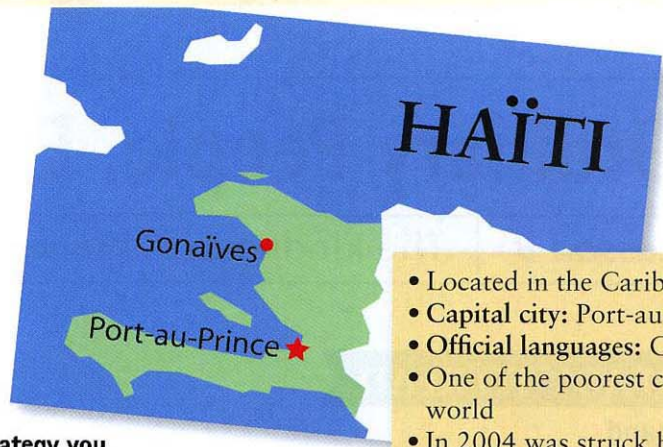 HAÏTI
Gonaïves
Port-au-Prince
• Located in the Carib
• Capital city: Port-au
• Official languages: C
• One of the poorest c
world
• In 2004 was struck b
ategy you